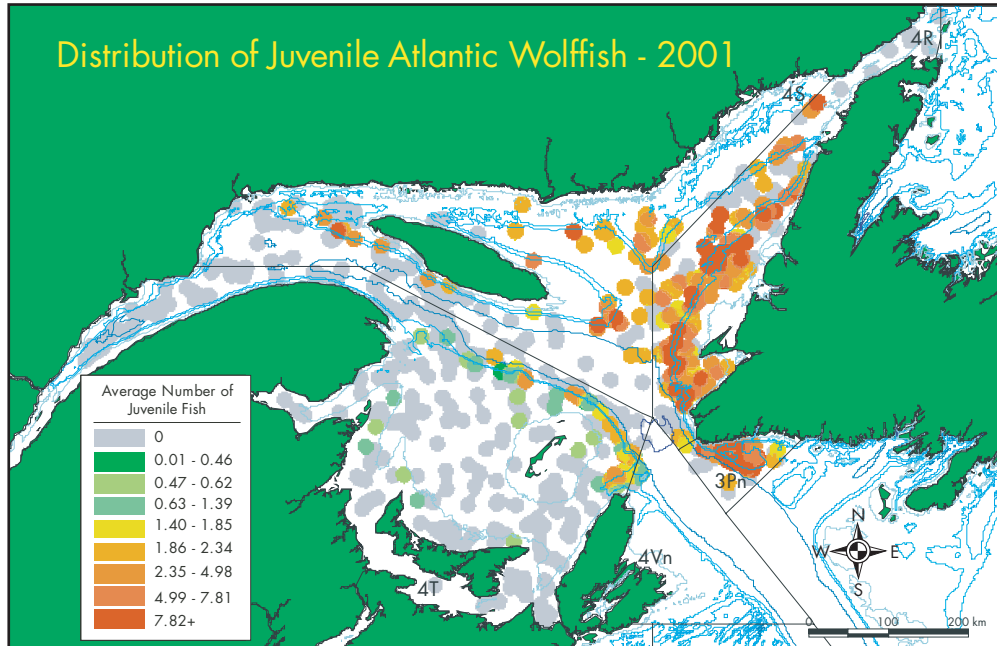 Distribution of Juvenile Atlantic Wolffish - 2001
4R
4S
Average Number of
Juvenile Fish
0
0.01 - 0.46
0.47 - 0.62
0.63 - 1.39
1.40 - 1.85
1.86 - 2.34
2.35 - 4.98
4.99 - 7.81
7.82+
3Pn
4Vn
4T
N
W E
S
0 100 200 km